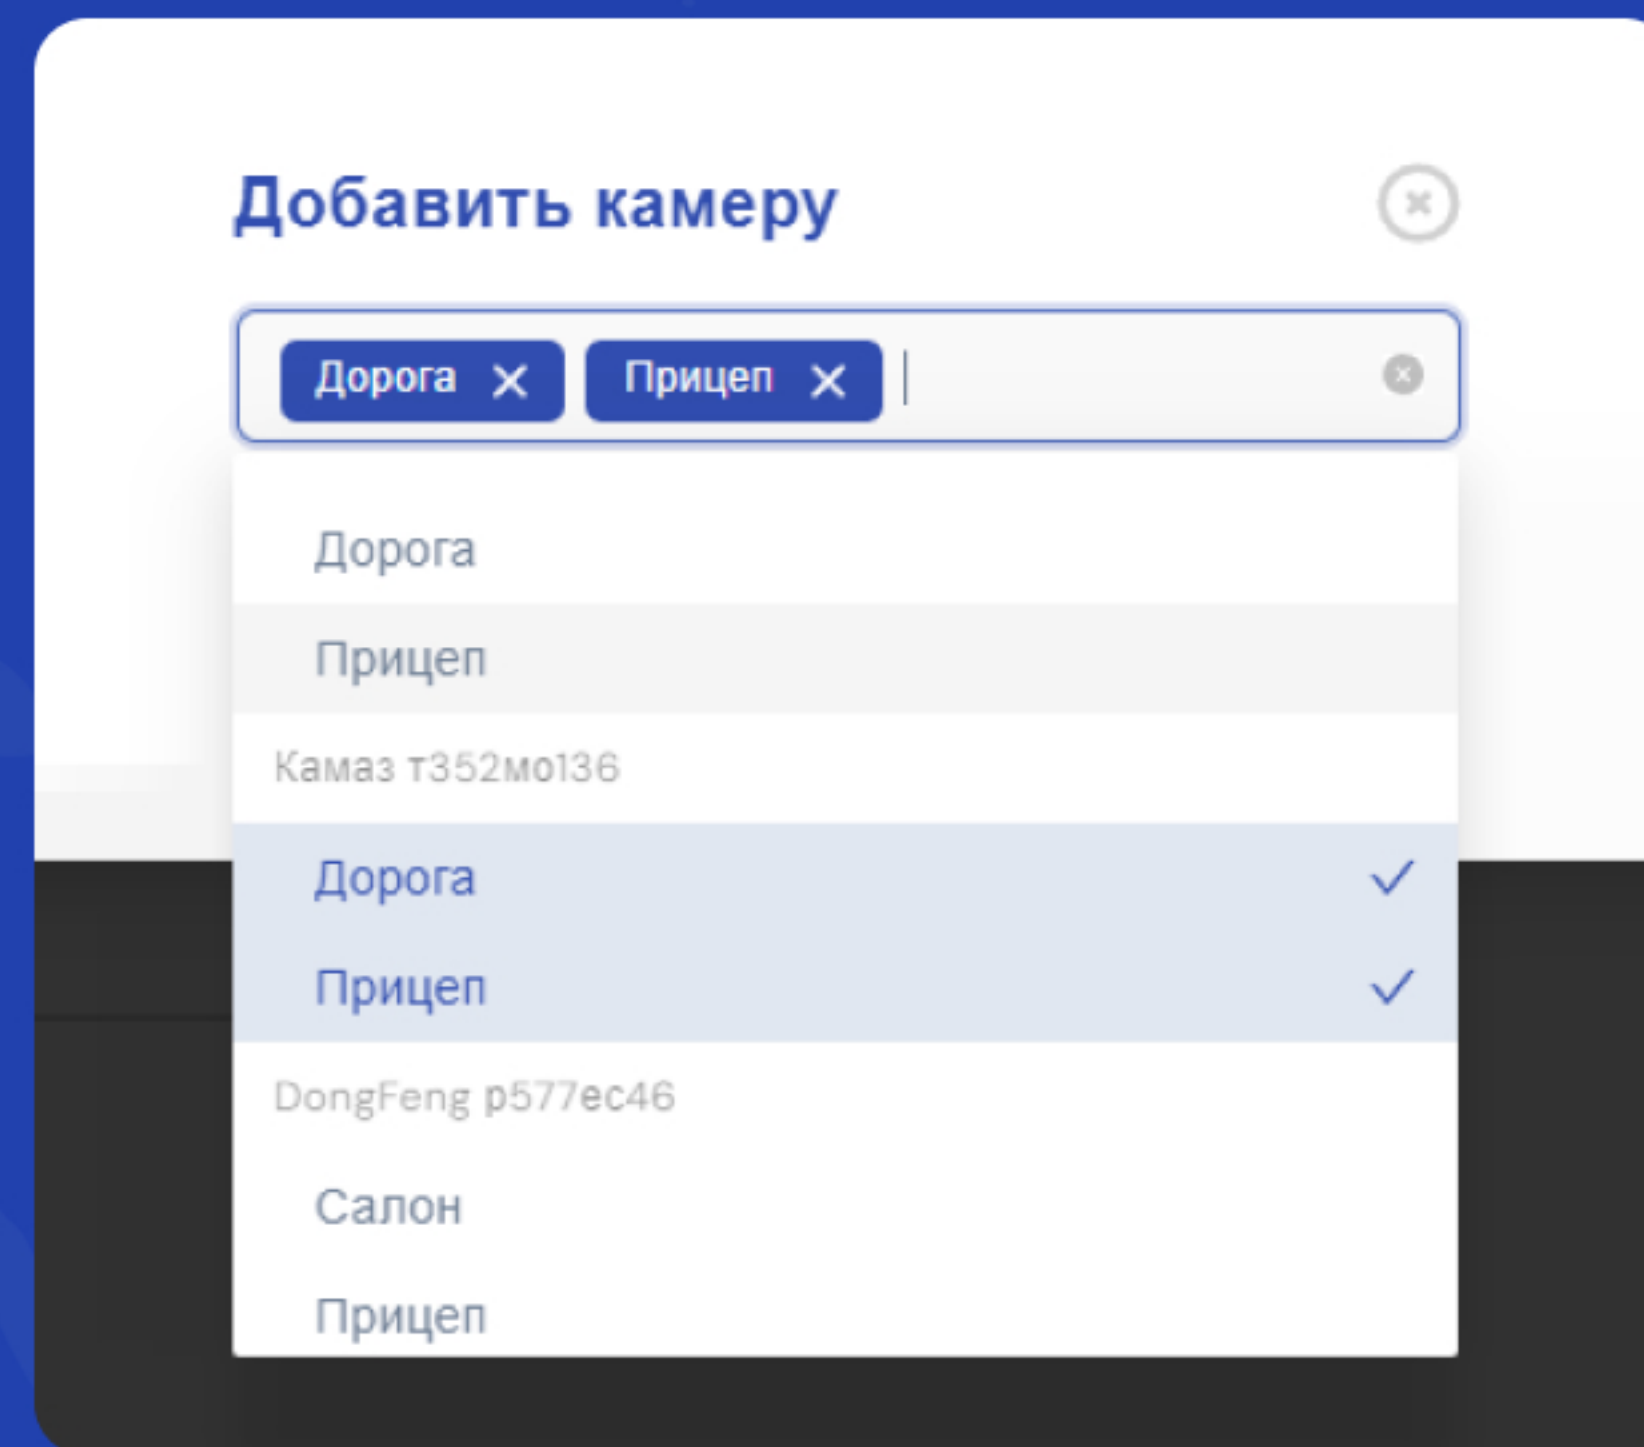 Добавить камеру
Дорога Прицеп
Дорога
Прицеп
Камаз т352мо136
Дорога
Прицеп
DongFeng р577ес46
Салон
Прицеп